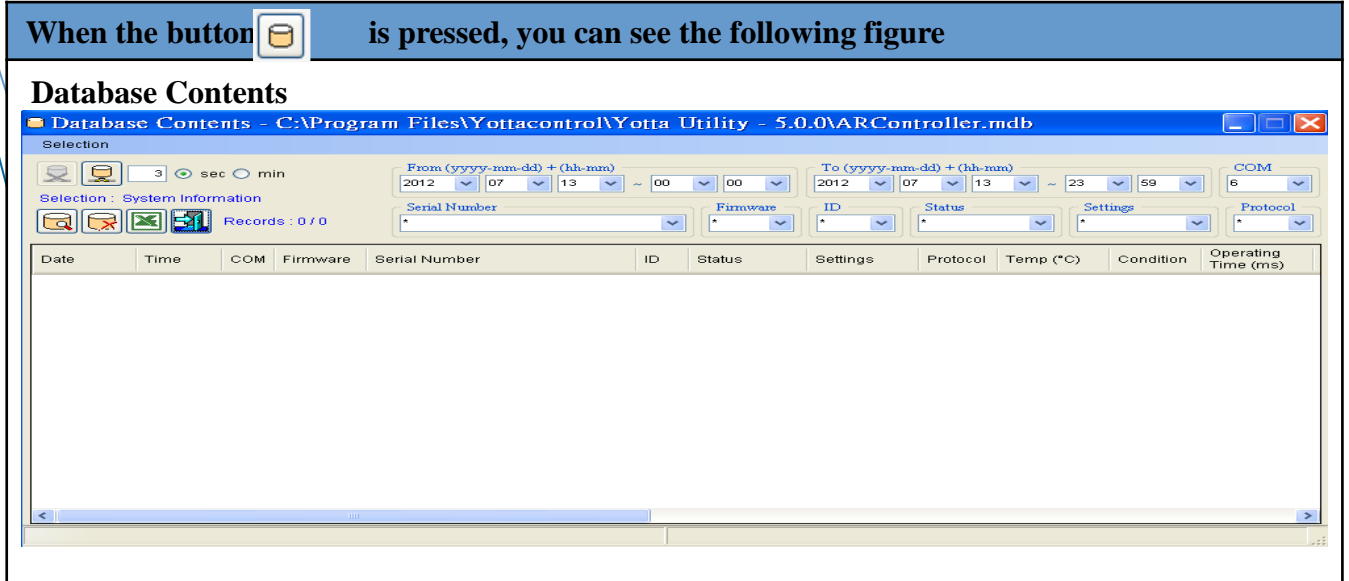 When the button is pressed, you can see the following figure
Database Contents
Database Contents - C:\Program Files\Yottacontrol\Yotta Utility - 5.0.0\ARController.mdb
Selection
3 sec min
From (yyyy-mm-dd) + (hh-mm)
2012 07 13 ~ 00 00
To (yyyy-mm-dd) + (hh-mm)
2012 07 13 ~ 23 59
COM
6
Selection : System Information
Records : 0 / 0
Serial Number
*
Firmware
*
ID
*
Status
*
Settings
*
Protocol
*
Date Time COM Firmware Serial Number ID Status Settings Protocol Temp (°C) Condition Operating Time (ms)